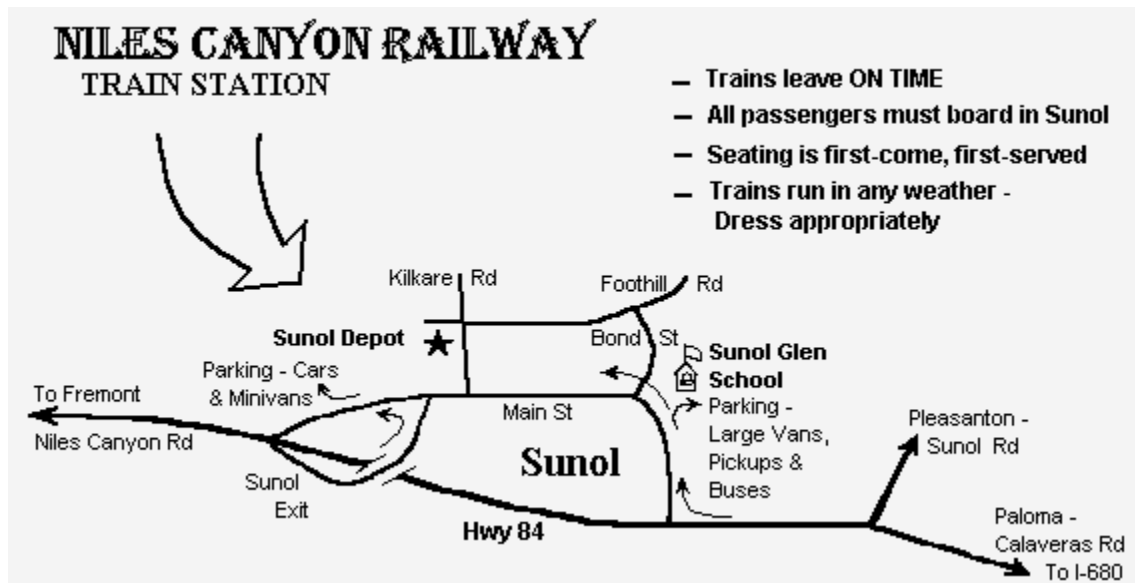 NILES CANYON RAILWAY
TRAIN STATION
– Trains leave ON TIME
– All passengers must board in Sunol
– Seating is first-come, first-served
– Trains run in any weather -
Dress appropriately
Kilkare Rd
Foothill Rd
Sunol Depot
Bond St
Sunol Glen
School
Parking - Cars
& Minivans
To Fremont
Niles Canyon Rd
Main St
Parking -
Large Vans,
Pickups &
Buses
Pleasanton -
Sunol Rd
Sunol
Sunol
Exit
Hwy 84
Paloma -
Calaveras Rd
To I-680